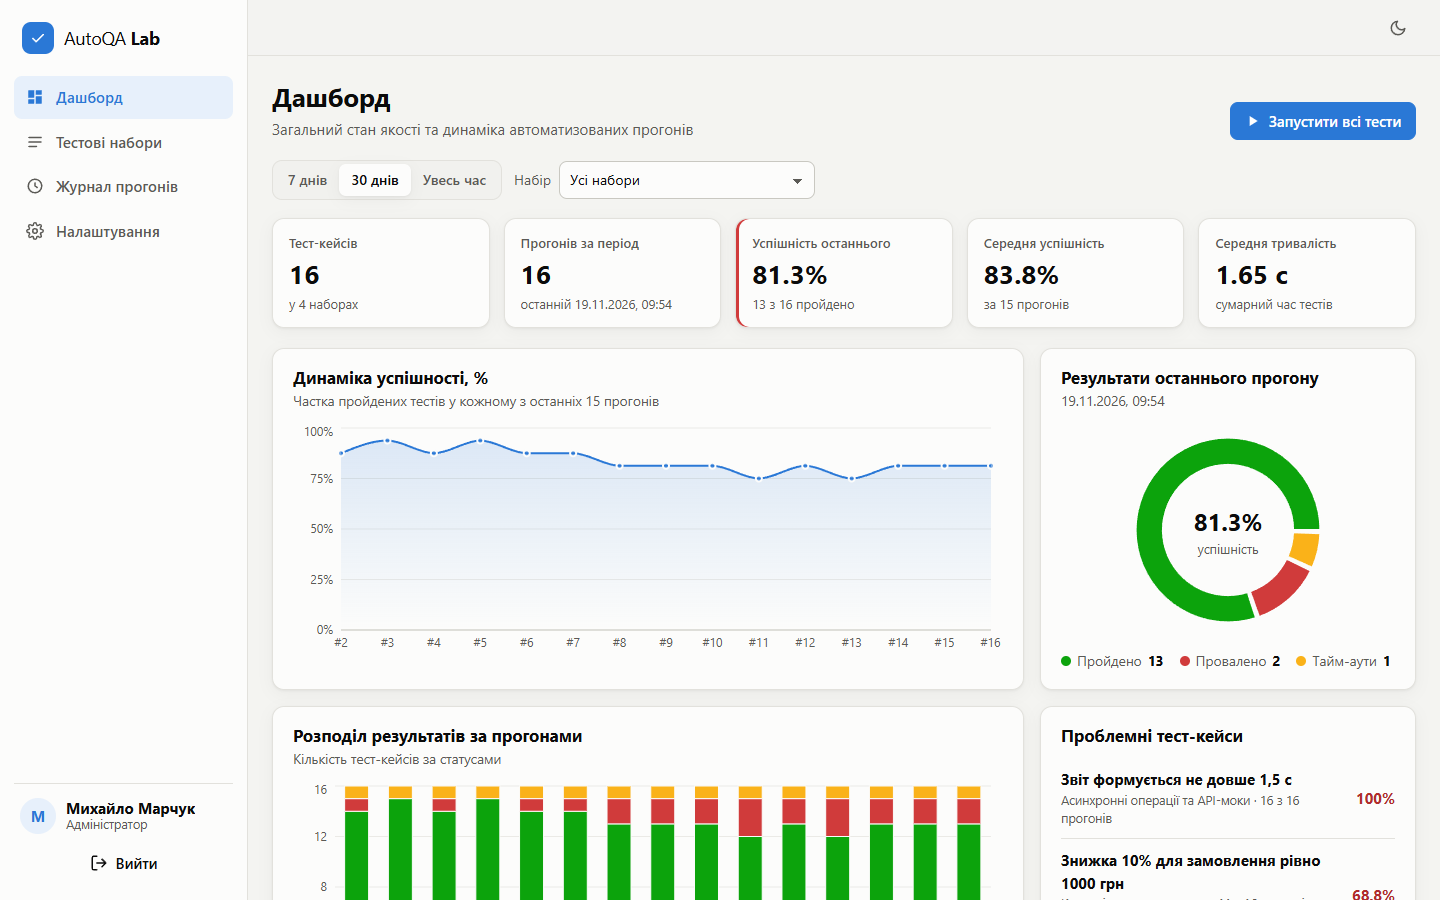 AutoQA Lab
Дашборд
Тестові набори
Журнал прогонів
Налаштування
М
Михайло Марчук
Адміністратор
Вийти
Дашборд
Загальний стан якості та динаміка автоматизованих прогонів
Запустити всі тести
7 днів
30 днів
Увесь час
Набір
Усі набори
Тест-кейсів
16
у 4 наборах
Прогонів за період
16
останній 19.11.2026, 09:54
Успішність останнього
81.3%
13 з 16 пройдено
Середня успішність
83.8%
за 15 прогонів
Середня тривалість
1.65 с
сумарний час тестів
Динаміка успішності, %
Частка пройдених тестів у кожному з останніх 15 прогонів
100%
75%
50%
25%
0%
#2 #3 #4 #5 #6 #7 #8 #9 #10 #11 #12 #13 #14 #15 #16
Результати останнього прогону
19.11.2026, 09:54
81.3%
успішність
Пройдено 13 Провалено 2 Тайм-аути 1
Розподіл результатів за прогонами
Кількість тест-кейсів за статусами
16
12
8
Проблемні тест-кейси
Звіт формується не довше 1,5 с
Асинхронні операції та API-моки · 16 з 16
прогонів
100%
Знижка 10% для замовлення рівно
1000 грн
68.8%